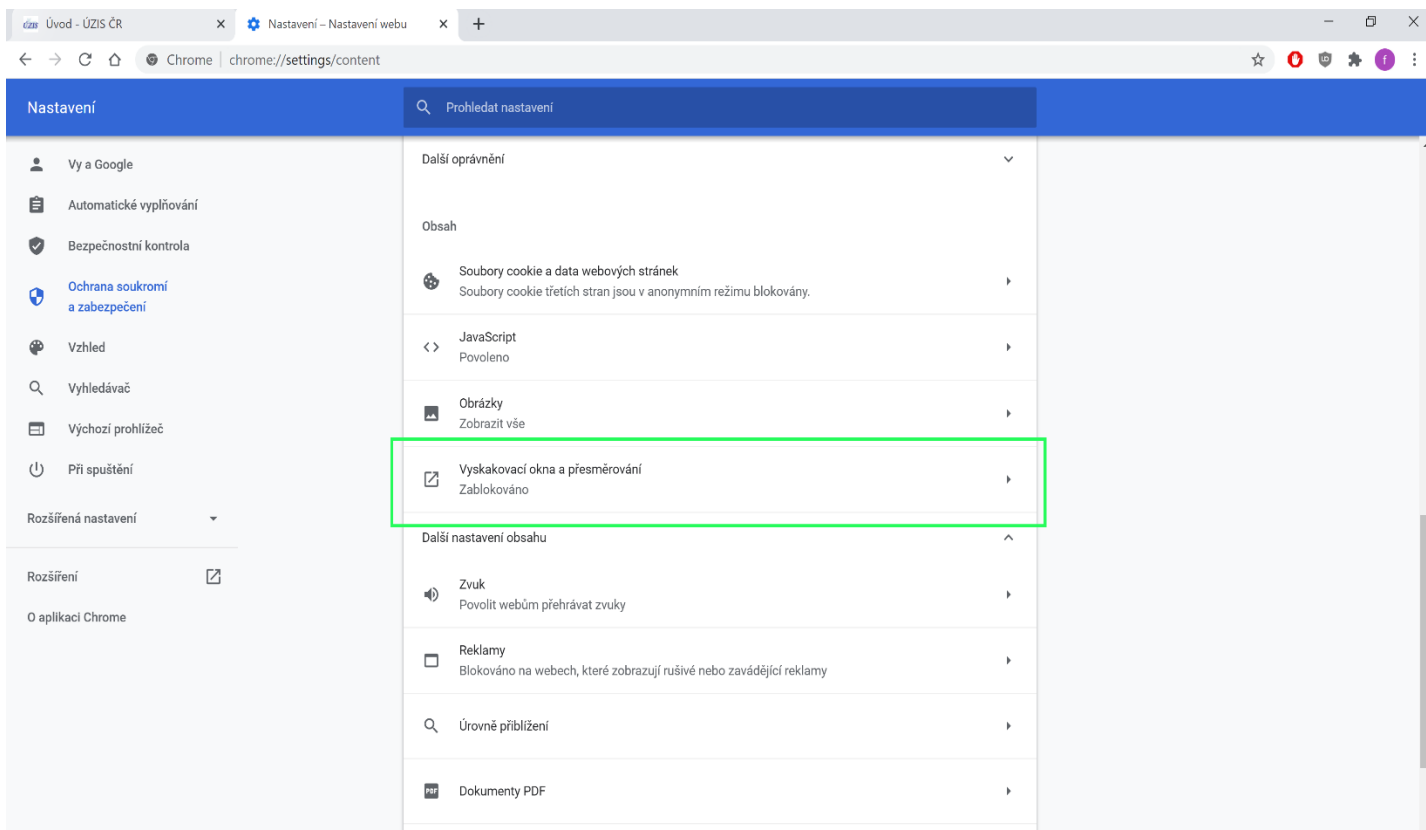 ÚZIS Úvod - ÚZIS ČR
Nastavení – Nastavení webu
Chrome chrome://settings/content
f
Nastavení
Prohledat nastavení
Vy a Google
Automatické vyplňování
Bezpečnostní kontrola
Ochrana soukromí
a zabezpečení
Vzhled
Vyhledávač
Výchozí prohlížeč
Při spuštění
Rozšířená nastavení
Rozšíření
O aplikaci Chrome
Další oprávnění
Obsah
Soubory cookie a data webových stránek
Soubory cookie třetích stran jsou v anonymním režimu blokovány.
JavaScript
Povoleno
Obrázky
Zobrazit vše
Vyskakovací okna a přesměrování
Zablokováno
Další nastavení obsahu
Zvuk
Povolit webům přehrávat zvuky
Reklamy
Blokováno na webech, které zobrazují rušivé nebo zavádějící reklamy
Úrovně přiblížení
PDF
Dokumenty PDF